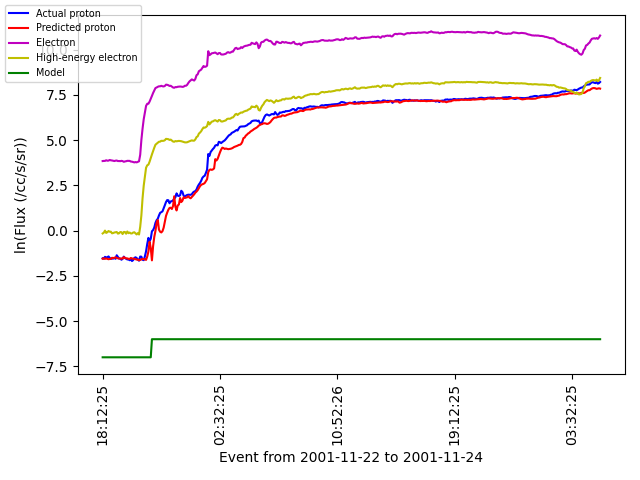 Actual proton
Predicted proton
Electron
High-energy electron
Model
10.0
7.5
5.0
2.5
0.0
−2.5
−5.0
−7.5
ln(Flux (/cc/s/sr))
18:12:25
02:32:25
10:52:26
19:12:25
03:32:25
Event from 2001-11-22 to 2001-11-24